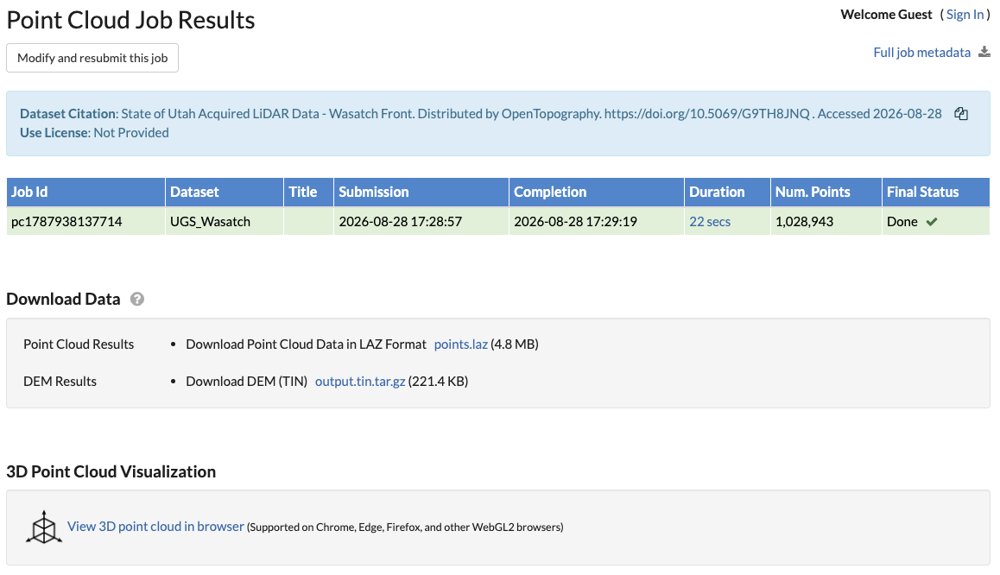 Point Cloud Job Results
Welcome Guest ( Sign In )
Modify and resubmit this job
Full job metadata
Dataset Citation: State of Utah Acquired LiDAR Data - Wasatch Front. Distributed by OpenTopography. https://doi.org/10.5069/G9TH8JNQ . Accessed 2026-08-28
Use License: Not Provided
Job Id Dataset Title Submission Completion Duration Num. Points Final Status
pc1787938137714 UGS_Wasatch 2026-08-28 17:28:57 2026-08-28 17:29:19 22 secs 1,028,943 Done
Download Data ?
Point Cloud Results • Download Point Cloud Data in LAZ Format points.laz (4.8 MB)
DEM Results • Download DEM (TIN) output.tin.tar.gz (221.4 KB)
3D Point Cloud Visualization
View 3D point cloud in browser (Supported on Chrome, Edge, Firefox, and other WebGL2 browsers)